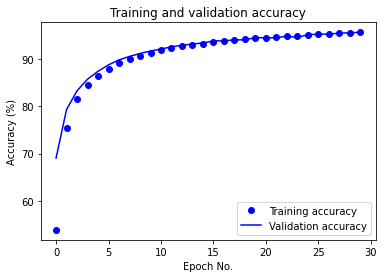 Training and validation accuracy
Accuracy (%)
90
80
70
60
Training accuracy
Validation accuracy
0 5 10 15 20 25 30
Epoch No.